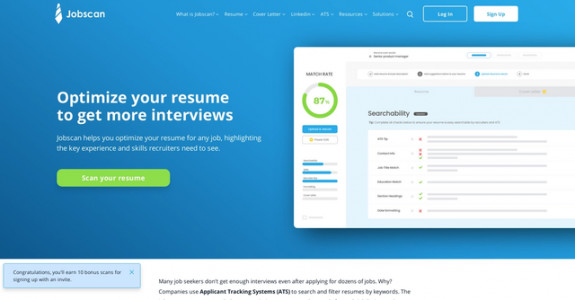 Jobscan
What is Jobscan?
Resume
Cover Letter
LinkedIn
ATS
Resources
Solutions
Log In
Sign Up
Optimize your resume
to get more interviews
Jobscan helps you optimize your resume for any job, highlighting
the key experience and skills recruiters need to see.
Scan your resume
MATCH RATE
87%
Searchability
ATS Tip
Job Title Match
Education Match
Section Headings
Date Formatting
Congratulations, you'll earn 10 bonus scans for
signing up with an invite.
Many job seekers don't get enough interviews even after applying for dozens of jobs. Why?
Companies use Applicant Tracking Systems (ATS) to search and filter resumes by keywords. The